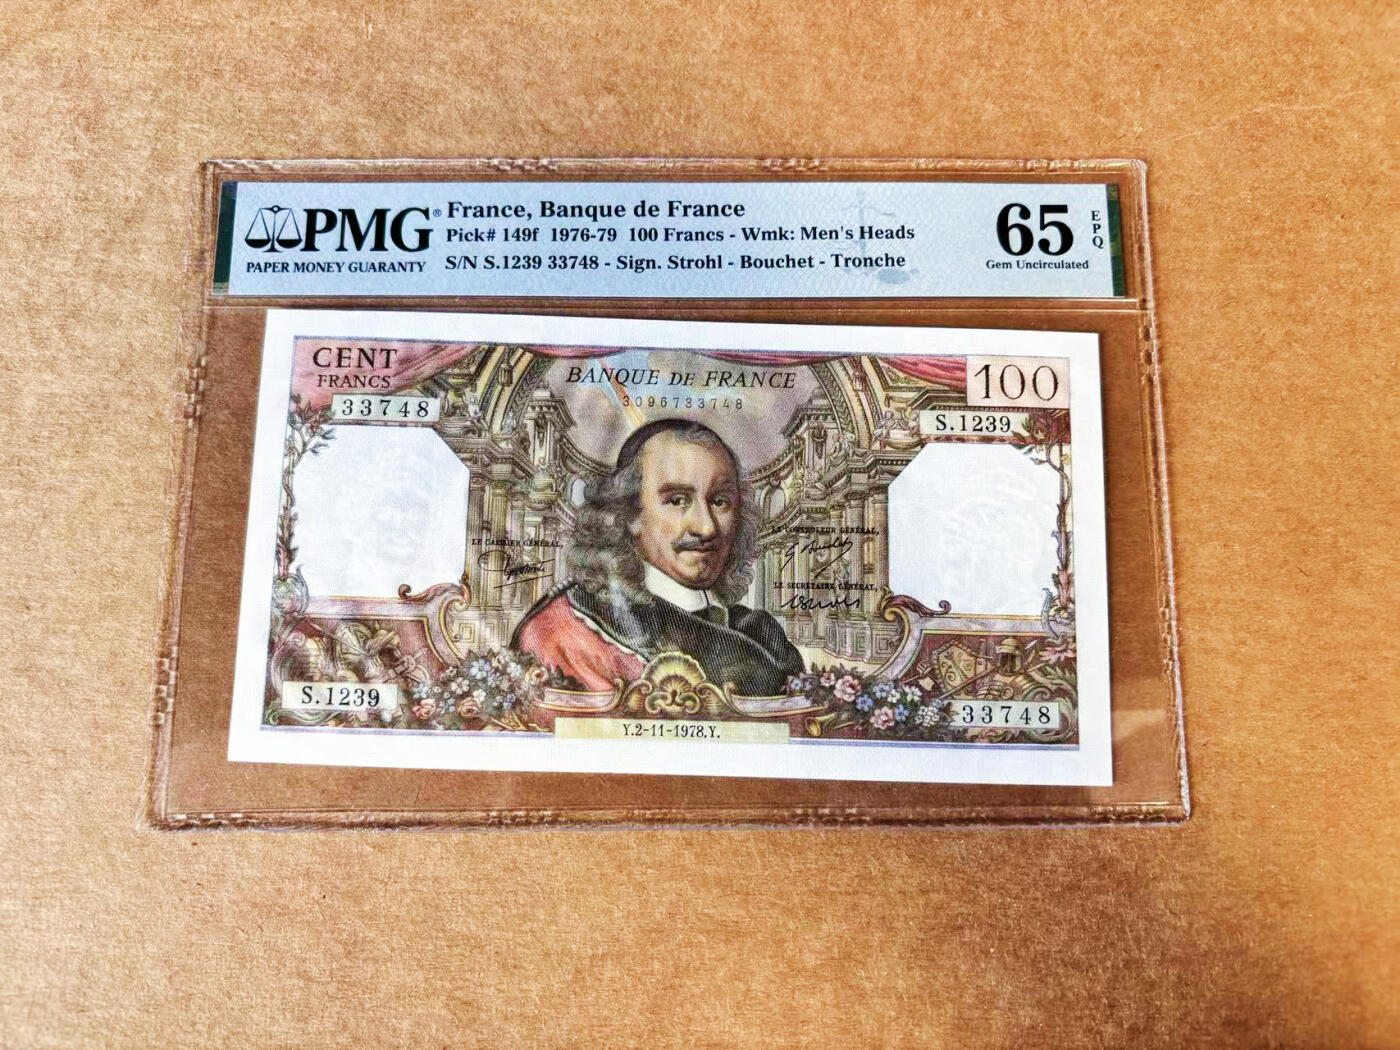 PMG®
PAPER MONEY GUARANTY
France, Banque de France
Pick# 149f 1976-79 100 Francs - Wmk: Men's Heads
S/N S.1239 33748 - Sign. Strohl - Bouchet - Tronche
65
EPQ
Gem Uncirculated
CENT
FRANCS
33748
BANQUE DE FRANCE
3096733748
100
S.1239
LE CAISSIER GÉNÉRAL,
LE CONTROLEUR GÉNÉRAL,
LE SECRÉTAIRE GÉNÉRAL,
S.1239
Y.2-11-1978.Y.
33748